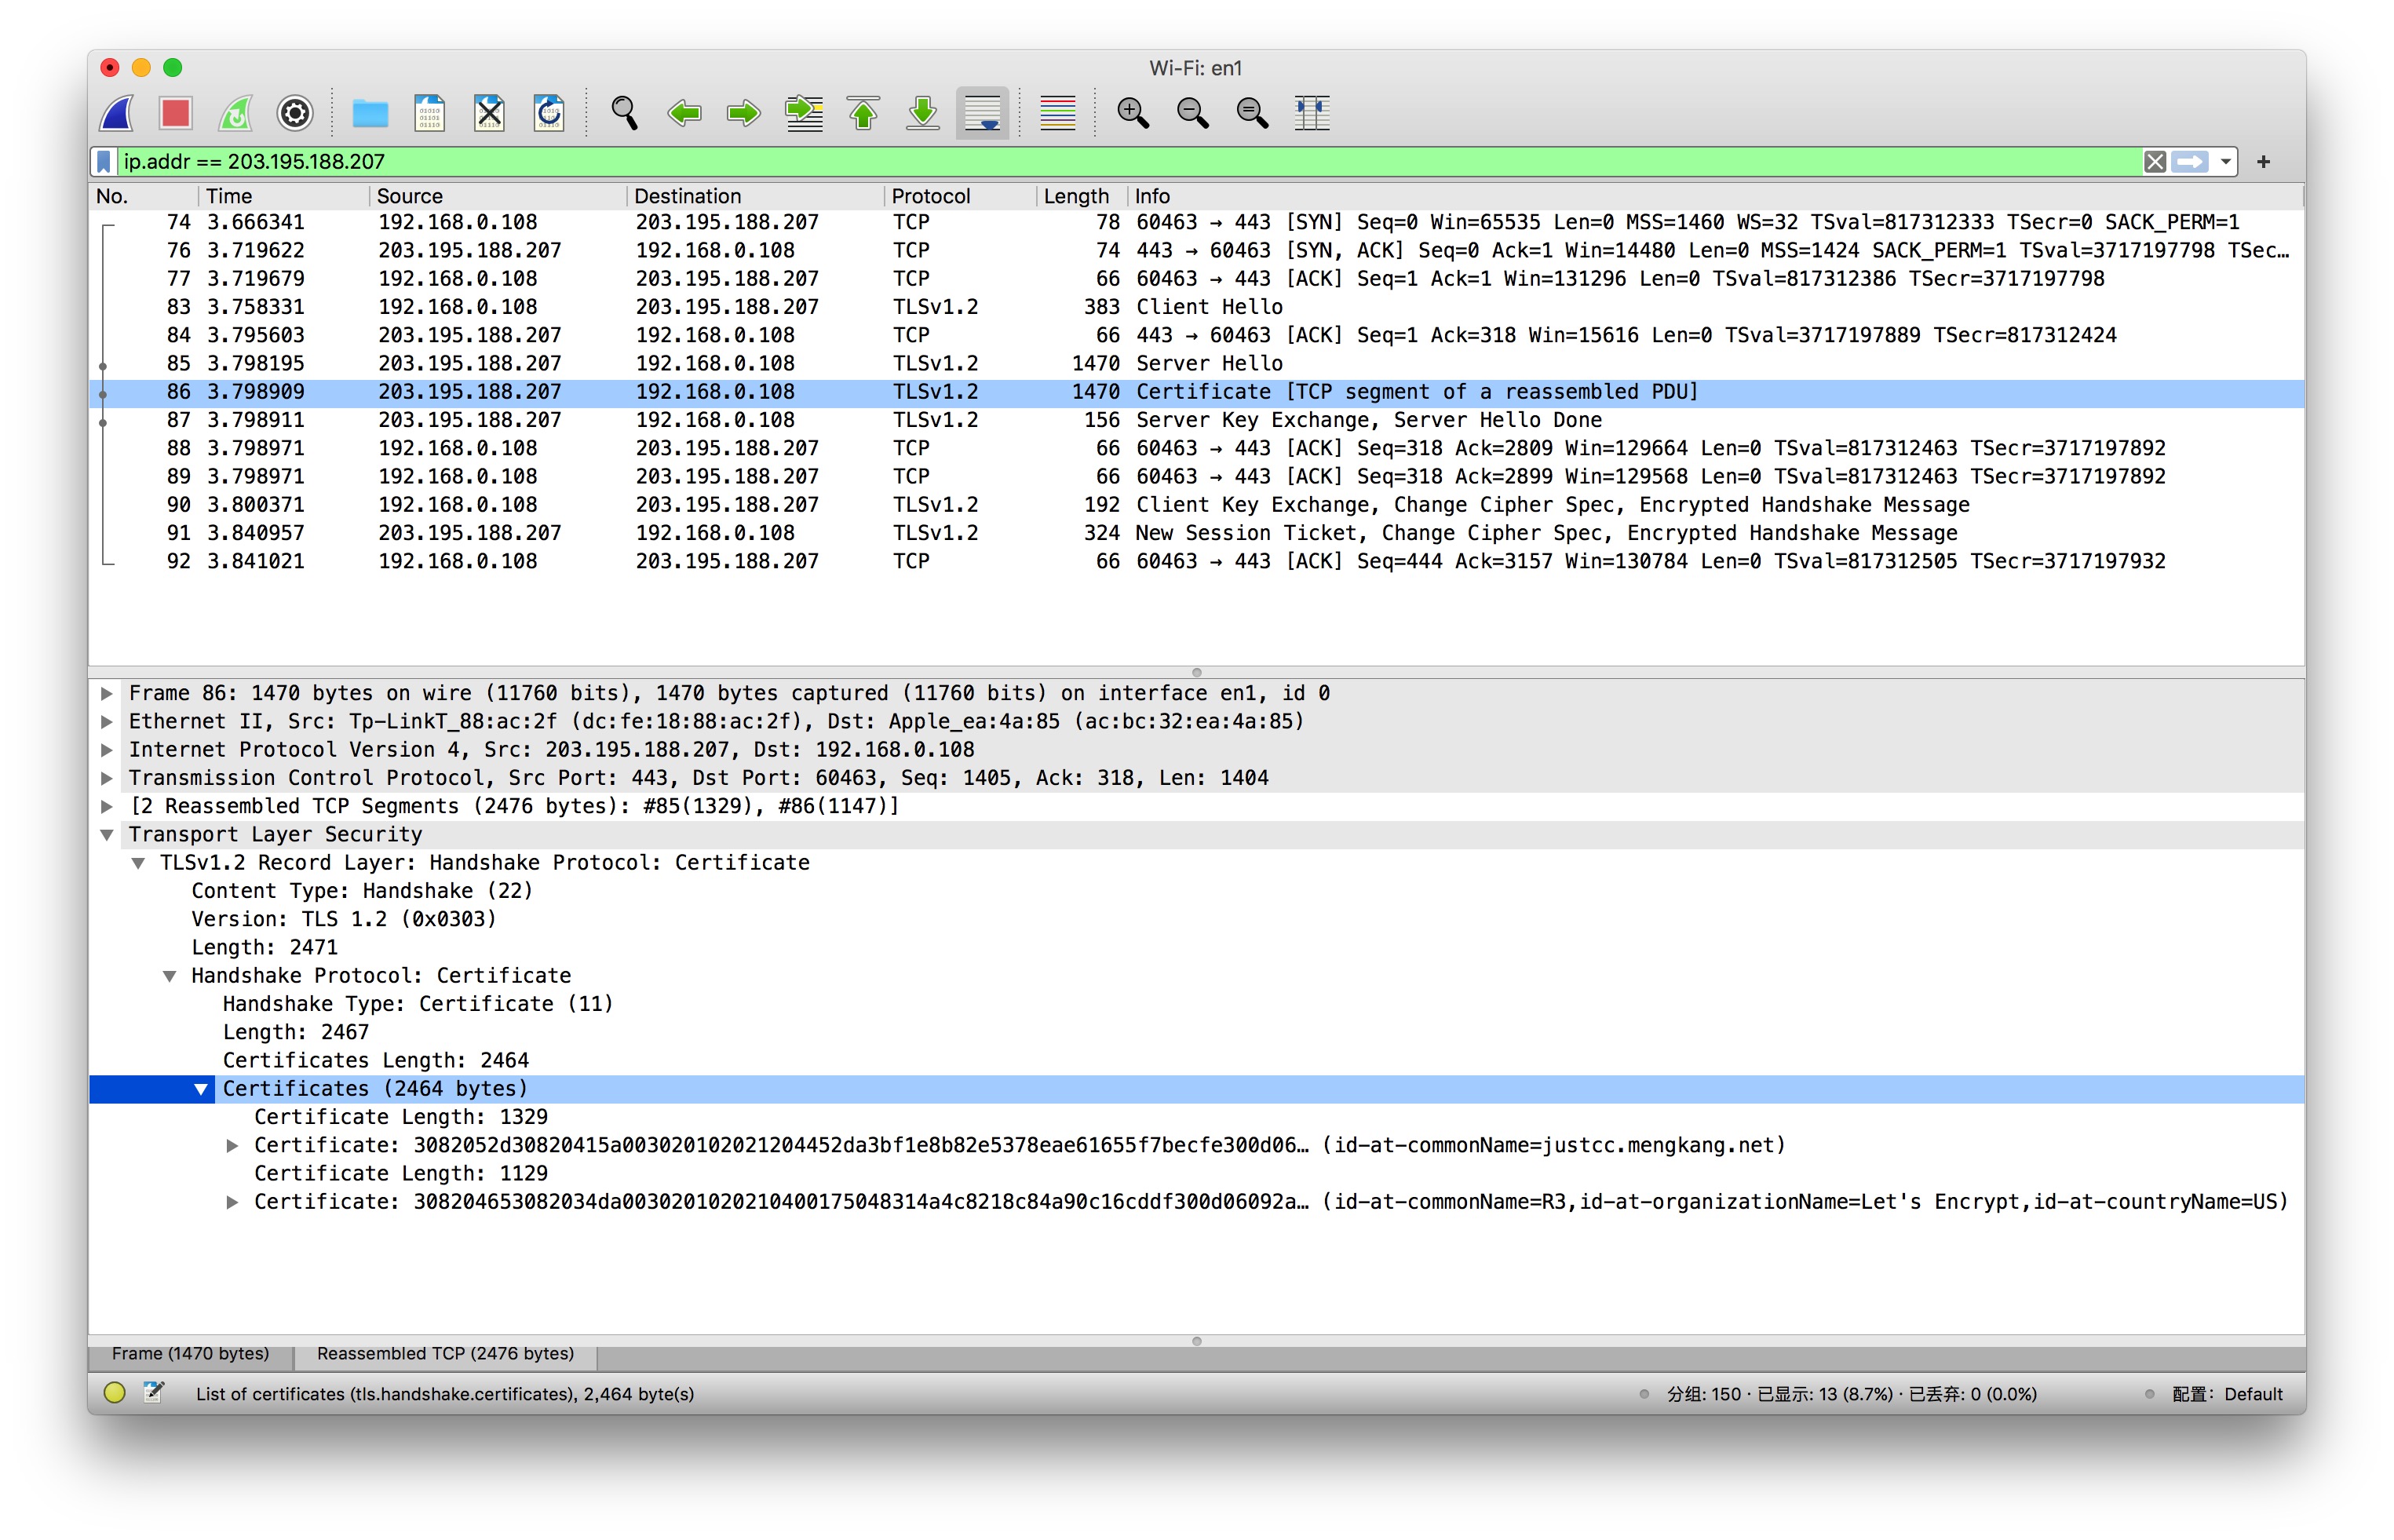 Wi-Fi: en1
ip.addr == 203.195.188.207
No. Time Source Destination Protocol Length Info
74 3.666341 192.168.0.108 203.195.188.207 TCP 78 60463 → 443 [SYN] Seq=0 Win=65535 Len=0 MSS=1460 WS=32 TSval=817312333 TSecr=0 SACK_PERM=1
76 3.719622 203.195.188.207 192.168.0.108 TCP 74 443 → 60463 [SYN, ACK] Seq=0 Ack=1 Win=14480 Len=0 MSS=1424 SACK_PERM=1 TSval=3717197798 TSec…
77 3.719679 192.168.0.108 203.195.188.207 TCP 66 60463 → 443 [ACK] Seq=1 Ack=1 Win=131296 Len=0 TSval=817312386 TSecr=3717197798
83 3.758331 192.168.0.108 203.195.188.207 TLSv1.2 383 Client Hello
84 3.795603 203.195.188.207 192.168.0.108 TCP 66 443 → 60463 [ACK] Seq=1 Ack=318 Win=15616 Len=0 TSval=3717197889 TSecr=817312424
85 3.798195 203.195.188.207 192.168.0.108 TLSv1.2 1470 Server Hello
86 3.798909 203.195.188.207 192.168.0.108 TLSv1.2 1470 Certificate [TCP segment of a reassembled PDU]
87 3.798911 203.195.188.207 192.168.0.108 TLSv1.2 156 Server Key Exchange, Server Hello Done
88 3.798971 192.168.0.108 203.195.188.207 TCP 66 60463 → 443 [ACK] Seq=318 Ack=2809 Win=129664 Len=0 TSval=817312463 TSecr=3717197892
89 3.798971 192.168.0.108 203.195.188.207 TCP 66 60463 → 443 [ACK] Seq=318 Ack=2899 Win=129568 Len=0 TSval=817312463 TSecr=3717197892
90 3.800371 192.168.0.108 203.195.188.207 TLSv1.2 192 Client Key Exchange, Change Cipher Spec, Encrypted Handshake Message
91 3.840957 203.195.188.207 192.168.0.108 TLSv1.2 324 New Session Ticket, Change Cipher Spec, Encrypted Handshake Message
92 3.841021 192.168.0.108 203.195.188.207 TCP 66 60463 → 443 [ACK] Seq=444 Ack=3157 Win=130784 Len=0 TSval=817312505 TSecr=3717197932
Frame 86: 1470 bytes on wire (11760 bits), 1470 bytes captured (11760 bits) on interface en1, id 0
Ethernet II, Src: Tp-LinkT_88:ac:2f (dc:fe:18:88:ac:2f), Dst: Apple_ea:4a:85 (ac:bc:32:ea:4a:85)
Internet Protocol Version 4, Src: 203.195.188.207, Dst: 192.168.0.108
Transmission Control Protocol, Src Port: 443, Dst Port: 60463, Seq: 1405, Ack: 318, Len: 1404
[2 Reassembled TCP Segments (2476 bytes): #85(1329), #86(1147)]
Transport Layer Security
TLSv1.2 Record Layer: Handshake Protocol: Certificate
Content Type: Handshake (22)
Version: TLS 1.2 (0x0303)
Length: 2471
Handshake Protocol: Certificate
Handshake Type: Certificate (11)
Length: 2467
Certificates Length: 2464
Certificates (2464 bytes)
Certificate Length: 1329
Certificate: 3082052d30820415a003020102021204452da3bf1e8b82e5378eae61655f7becfe300d06… (id-at-commonName=justcc.mengkang.net)
Certificate Length: 1129
Certificate: 308204653082034da0030201020210400175048314a4c8218c84a90c16cddf300d06092a… (id-at-commonName=R3,id-at-organizationName=Let's Encrypt,id-at-countryName=US)
Frame (1470 bytes) Reassembled TCP (2476 bytes)
List of certificates (tls.handshake.certificates), 2,464 byte(s) 分组: 150 · 已显示: 13 (8.7%) · 已丢弃: 0 (0.0%) 配置: Default